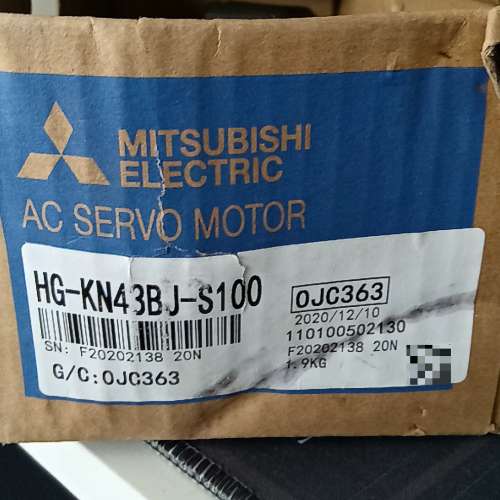 MITSUBISHI
ELECTRIC
AC SERVO MOTOR
HG-KN43BJ-S100
SN: F20202138 20N
G/C:0JC363
0JC363
2020/12/10
110100502130
F20202138 20N
1.9KG